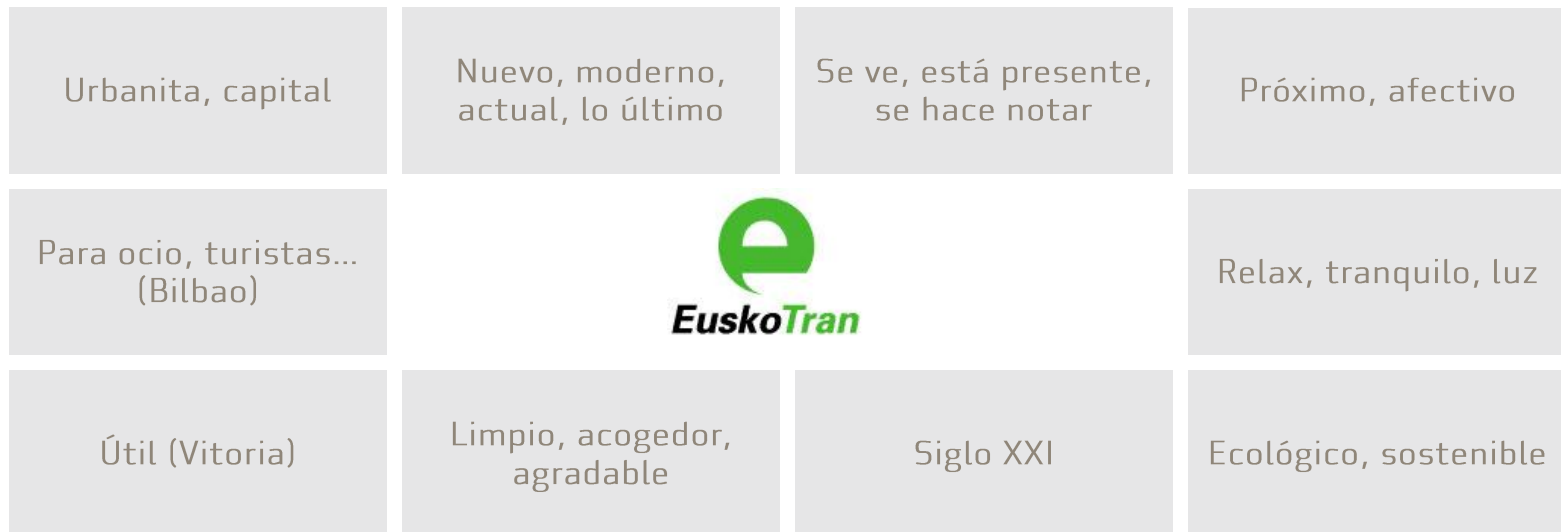 Urbanita, capital
Nuevo, moderno,
actual, lo último
Se ve, está presente,
se hace notar
Próximo, afectivo
Para ocio, turistas...
(Bilbao)
EuskoTran
Relax, tranquilo, luz
Útil (Vitoria)
Limpio, acogedor,
agradable
Siglo XXI
Ecológico, sostenible